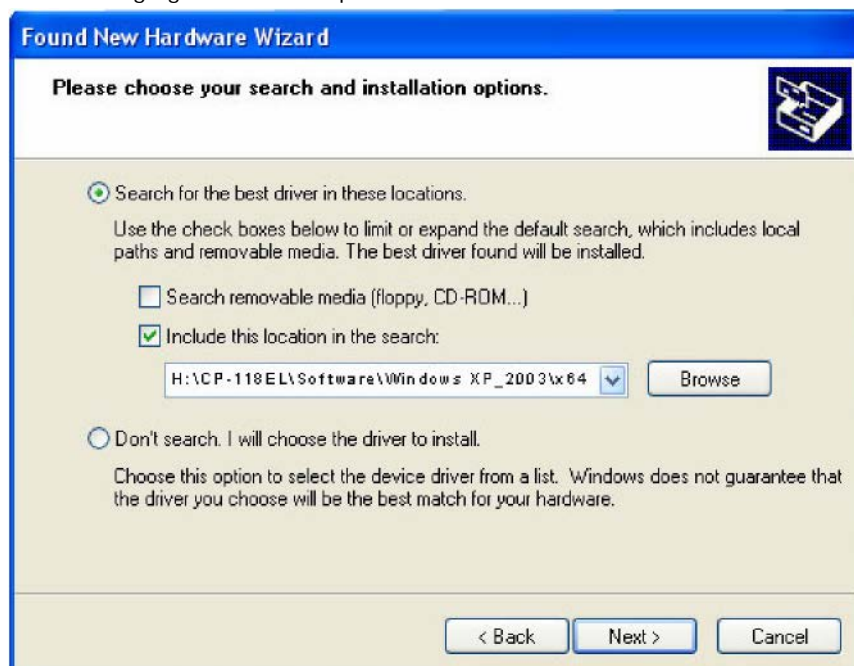 Found New Hardware Wizard
Please choose your search and installation options.
Search for the best driver in these locations.
Use the check boxes below to limit or expand the default search, which includes local
paths and removable media. The best driver found will be installed.
Search removable media (floppy, CD-ROM...)
Include this location in the search:
H:\CP-118EL\Software\Windows XP_2003\x64
Browse
Don't search. I will choose the driver to install.
Choose this option to select the device driver from a list. Windows does not guarantee that
the driver you choose will be the best match for your hardware.
< Back
Next >
Cancel